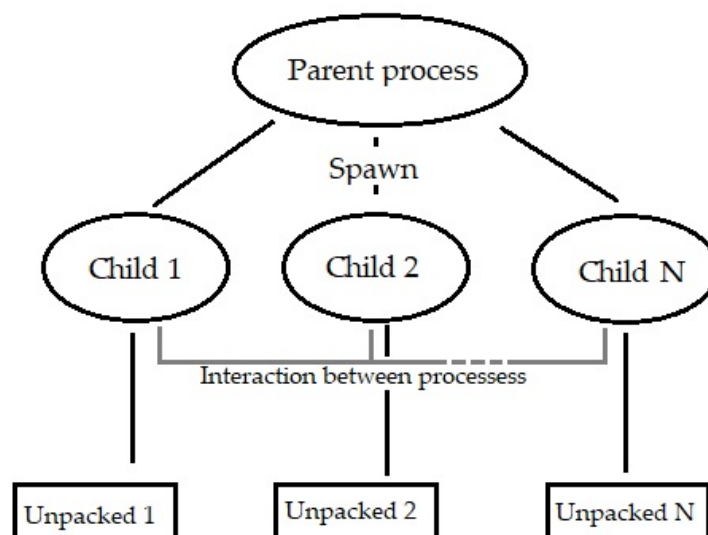 Parent process
Spawn
Child 1
Child 2
Child N
Interaction between processess
Unpacked 1
Unpacked 2
Unpacked N